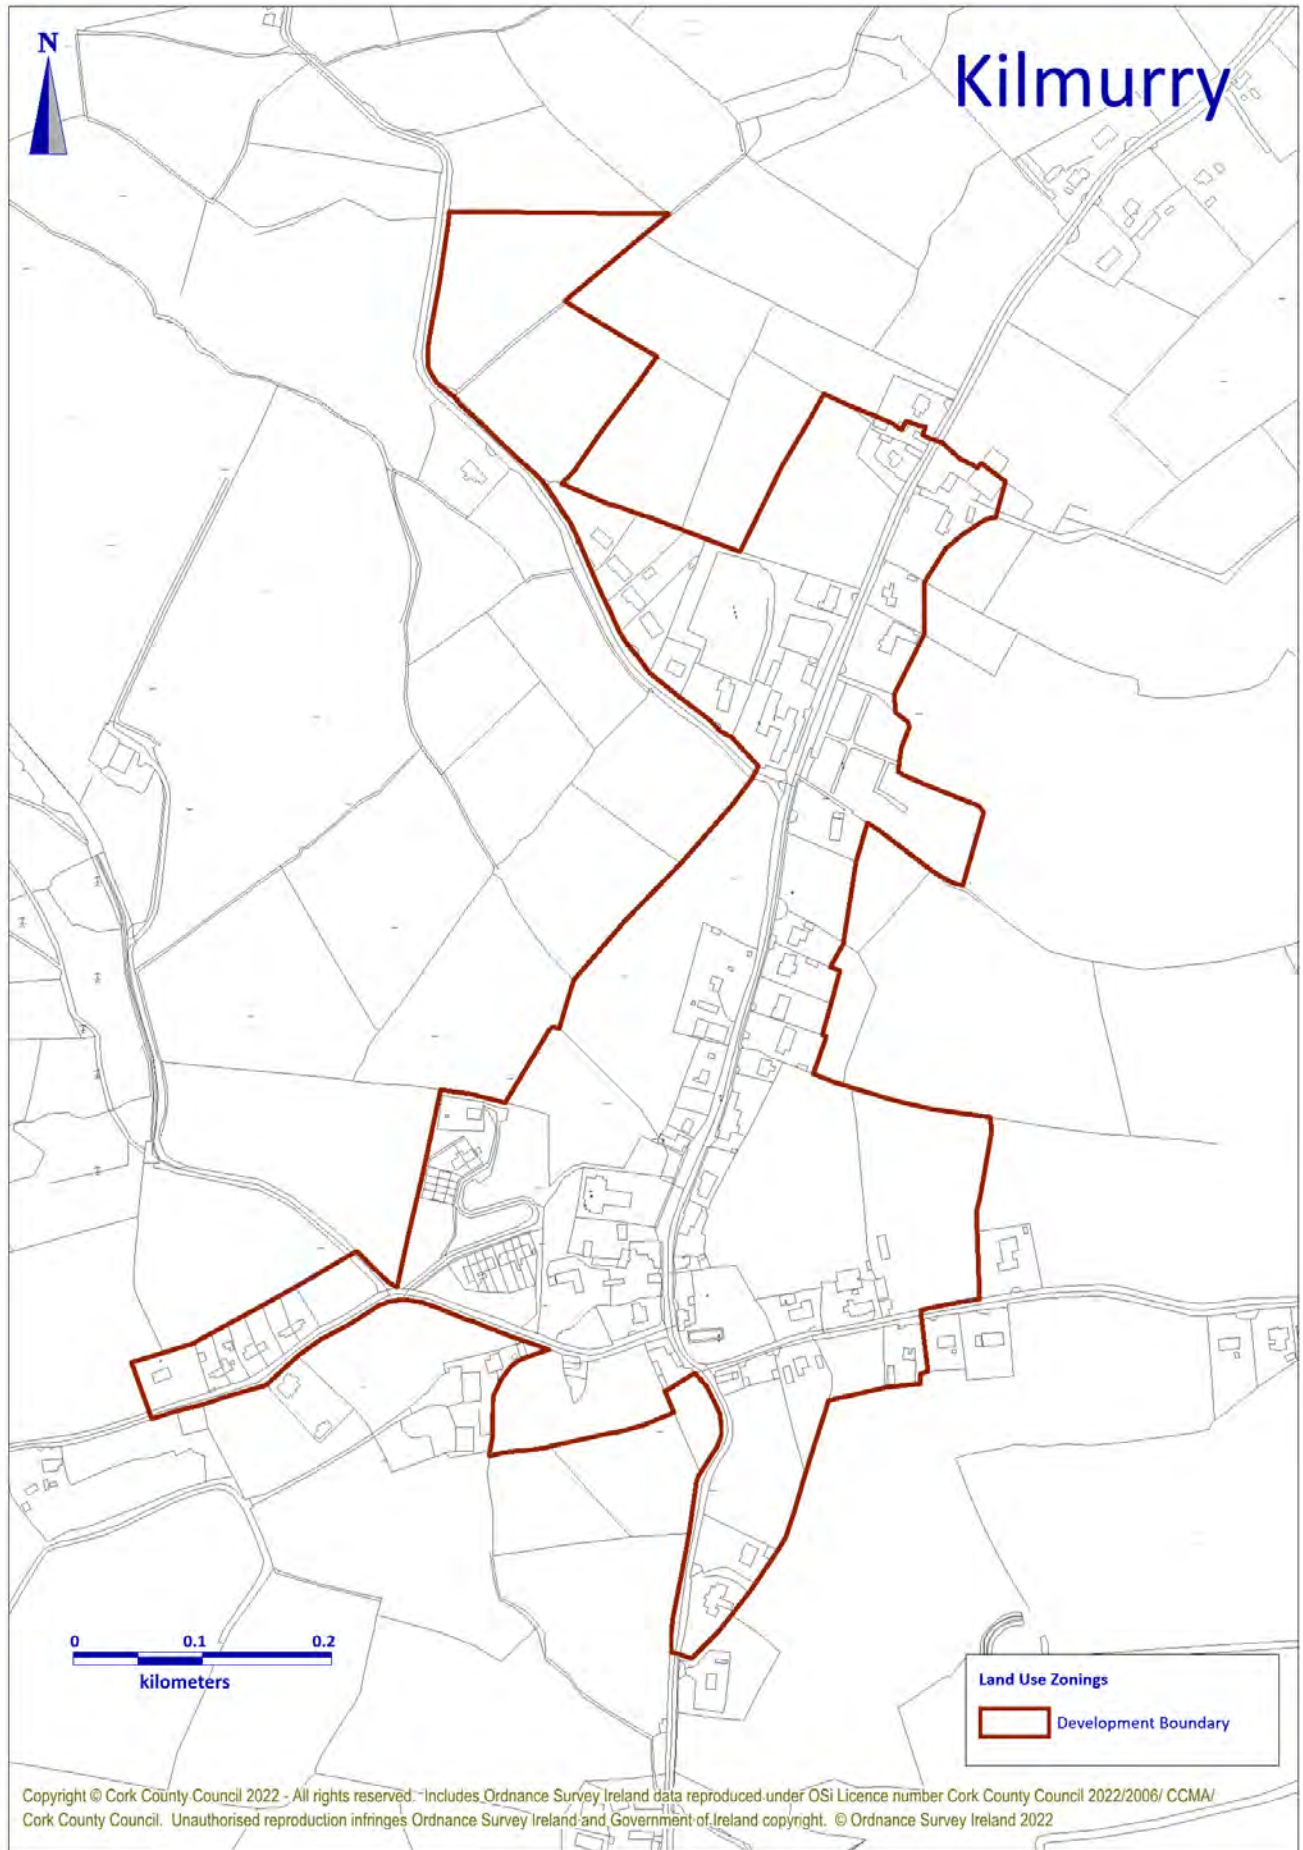 N
Kilmurry
0 0.1 0.2
kilometers
Land Use Zonings
Development Boundary
Copyright © Cork County Council 2022 - All rights reserved. Includes Ordnance Survey Ireland data reproduced under OSi Licence number Cork County Council 2022/2006/ CCMA/
Cork County Council. Unauthorised reproduction infringes Ordnance Survey Ireland and Government of Ireland copyright. © Ordnance Survey Ireland 2022